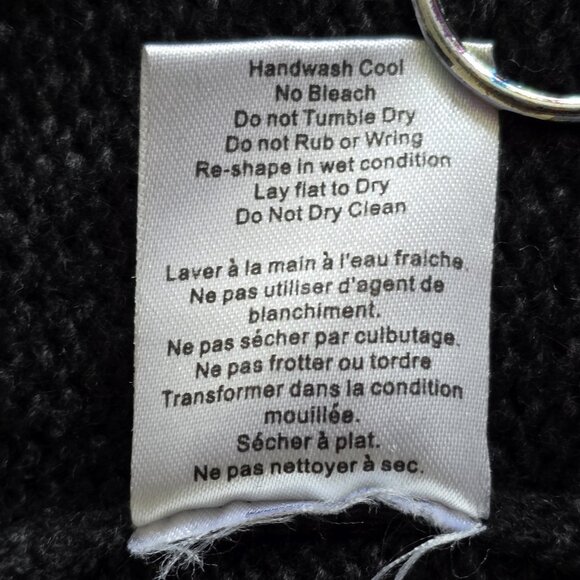 Handwash Cool
No Bleach
Do not Tumble Dry
Do not Rub or Wring
Re-shape in wet condition
Lay flat to Dry
Do Not Dry Clean
Laver à la main à l'eau fraiche.
Ne pas utiliser d'agent de
blanchiment.
Ne pas sécher par culbutage.
Ne pas frotter ou tordre
Transformer dans la condition
mouillée.
Sécher à plat.
Ne pas nettoyer à sec.